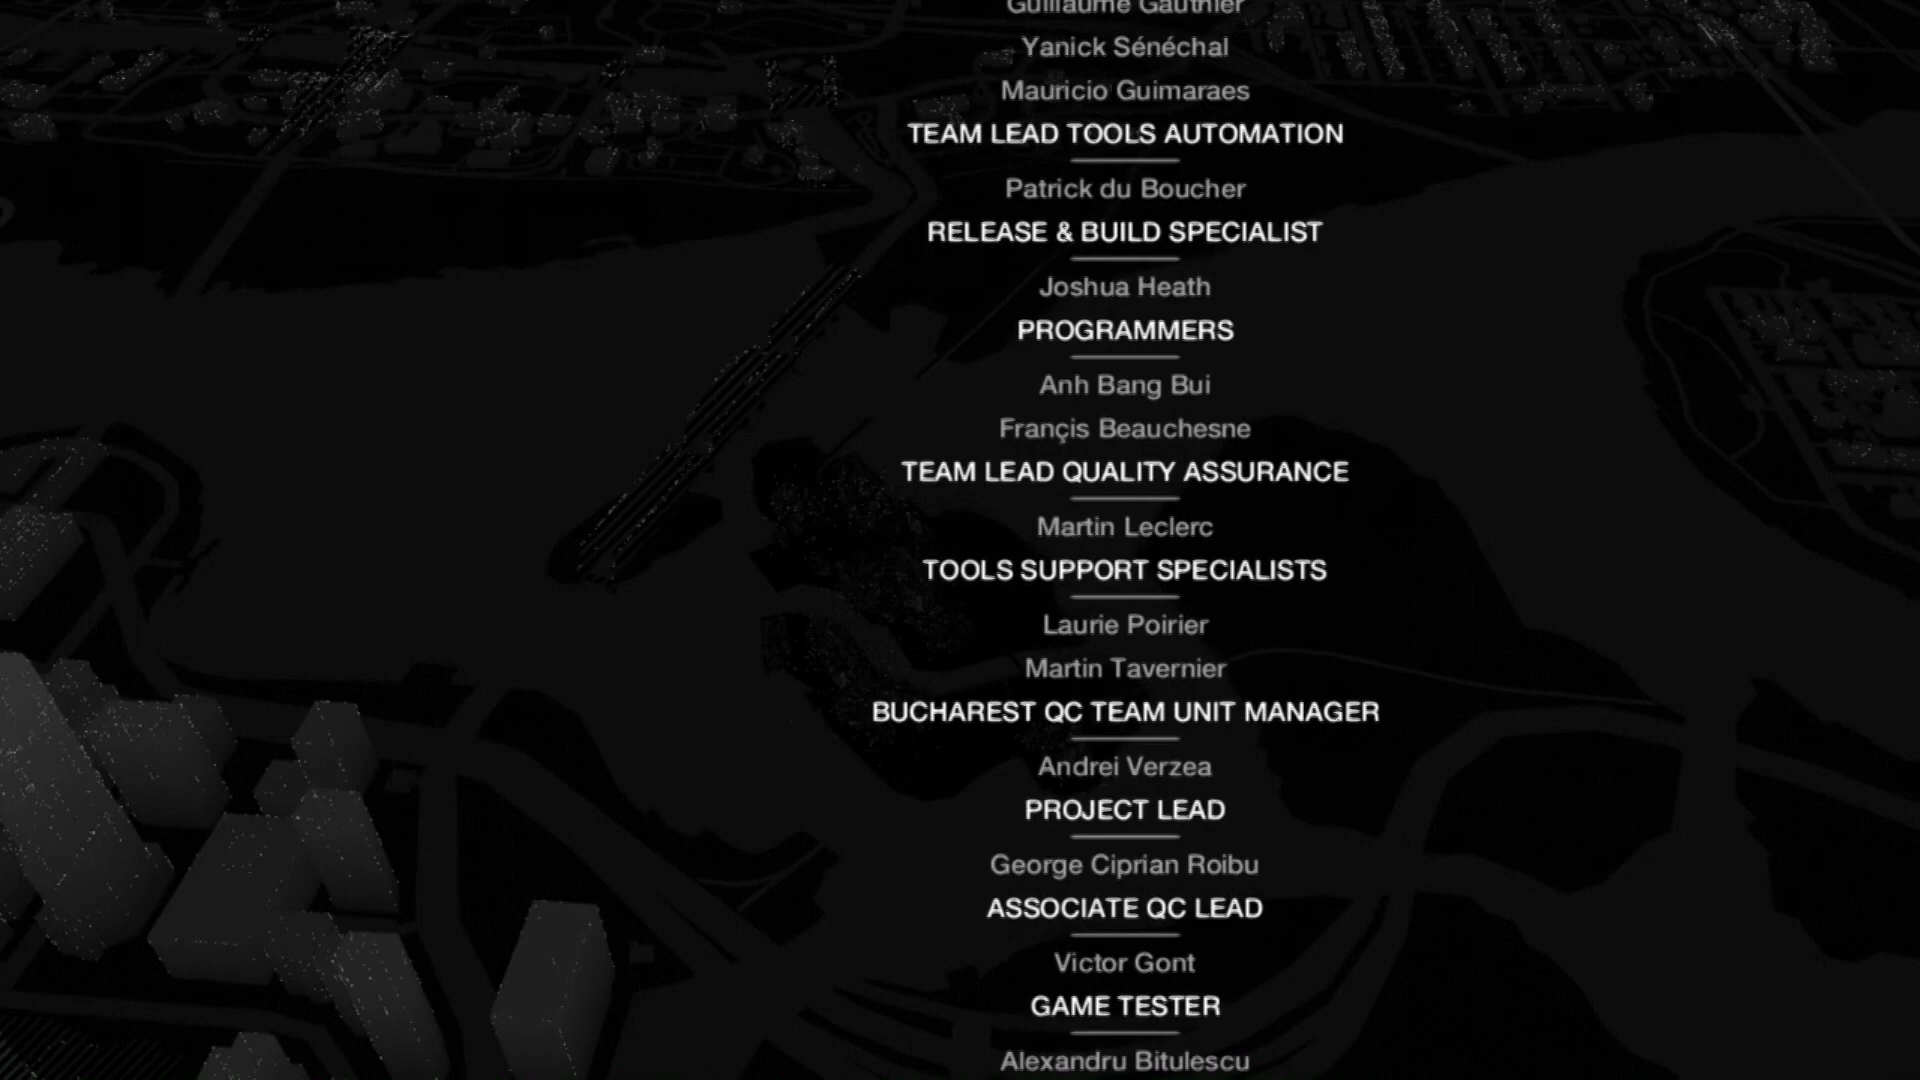 Guillaume Gauthier
Yanick Sénéchal
Mauricio Guimaraes
TEAM LEAD TOOLS AUTOMATION
Patrick du Boucher
RELEASE & BUILD SPECIALIST
Joshua Heath
PROGRAMMERS
Anh Bang Bui
Françis Beauchesne
TEAM LEAD QUALITY ASSURANCE
Martin Leclerc
TOOLS SUPPORT SPECIALISTS
Laurie Poirier
Martin Tavernier
BUCHAREST QC TEAM UNIT MANAGER
Andrei Verzea
PROJECT LEAD
George Ciprian Roibu
ASSOCIATE QC LEAD
Victor Gont
GAME TESTER
Alexandru Bitulescu